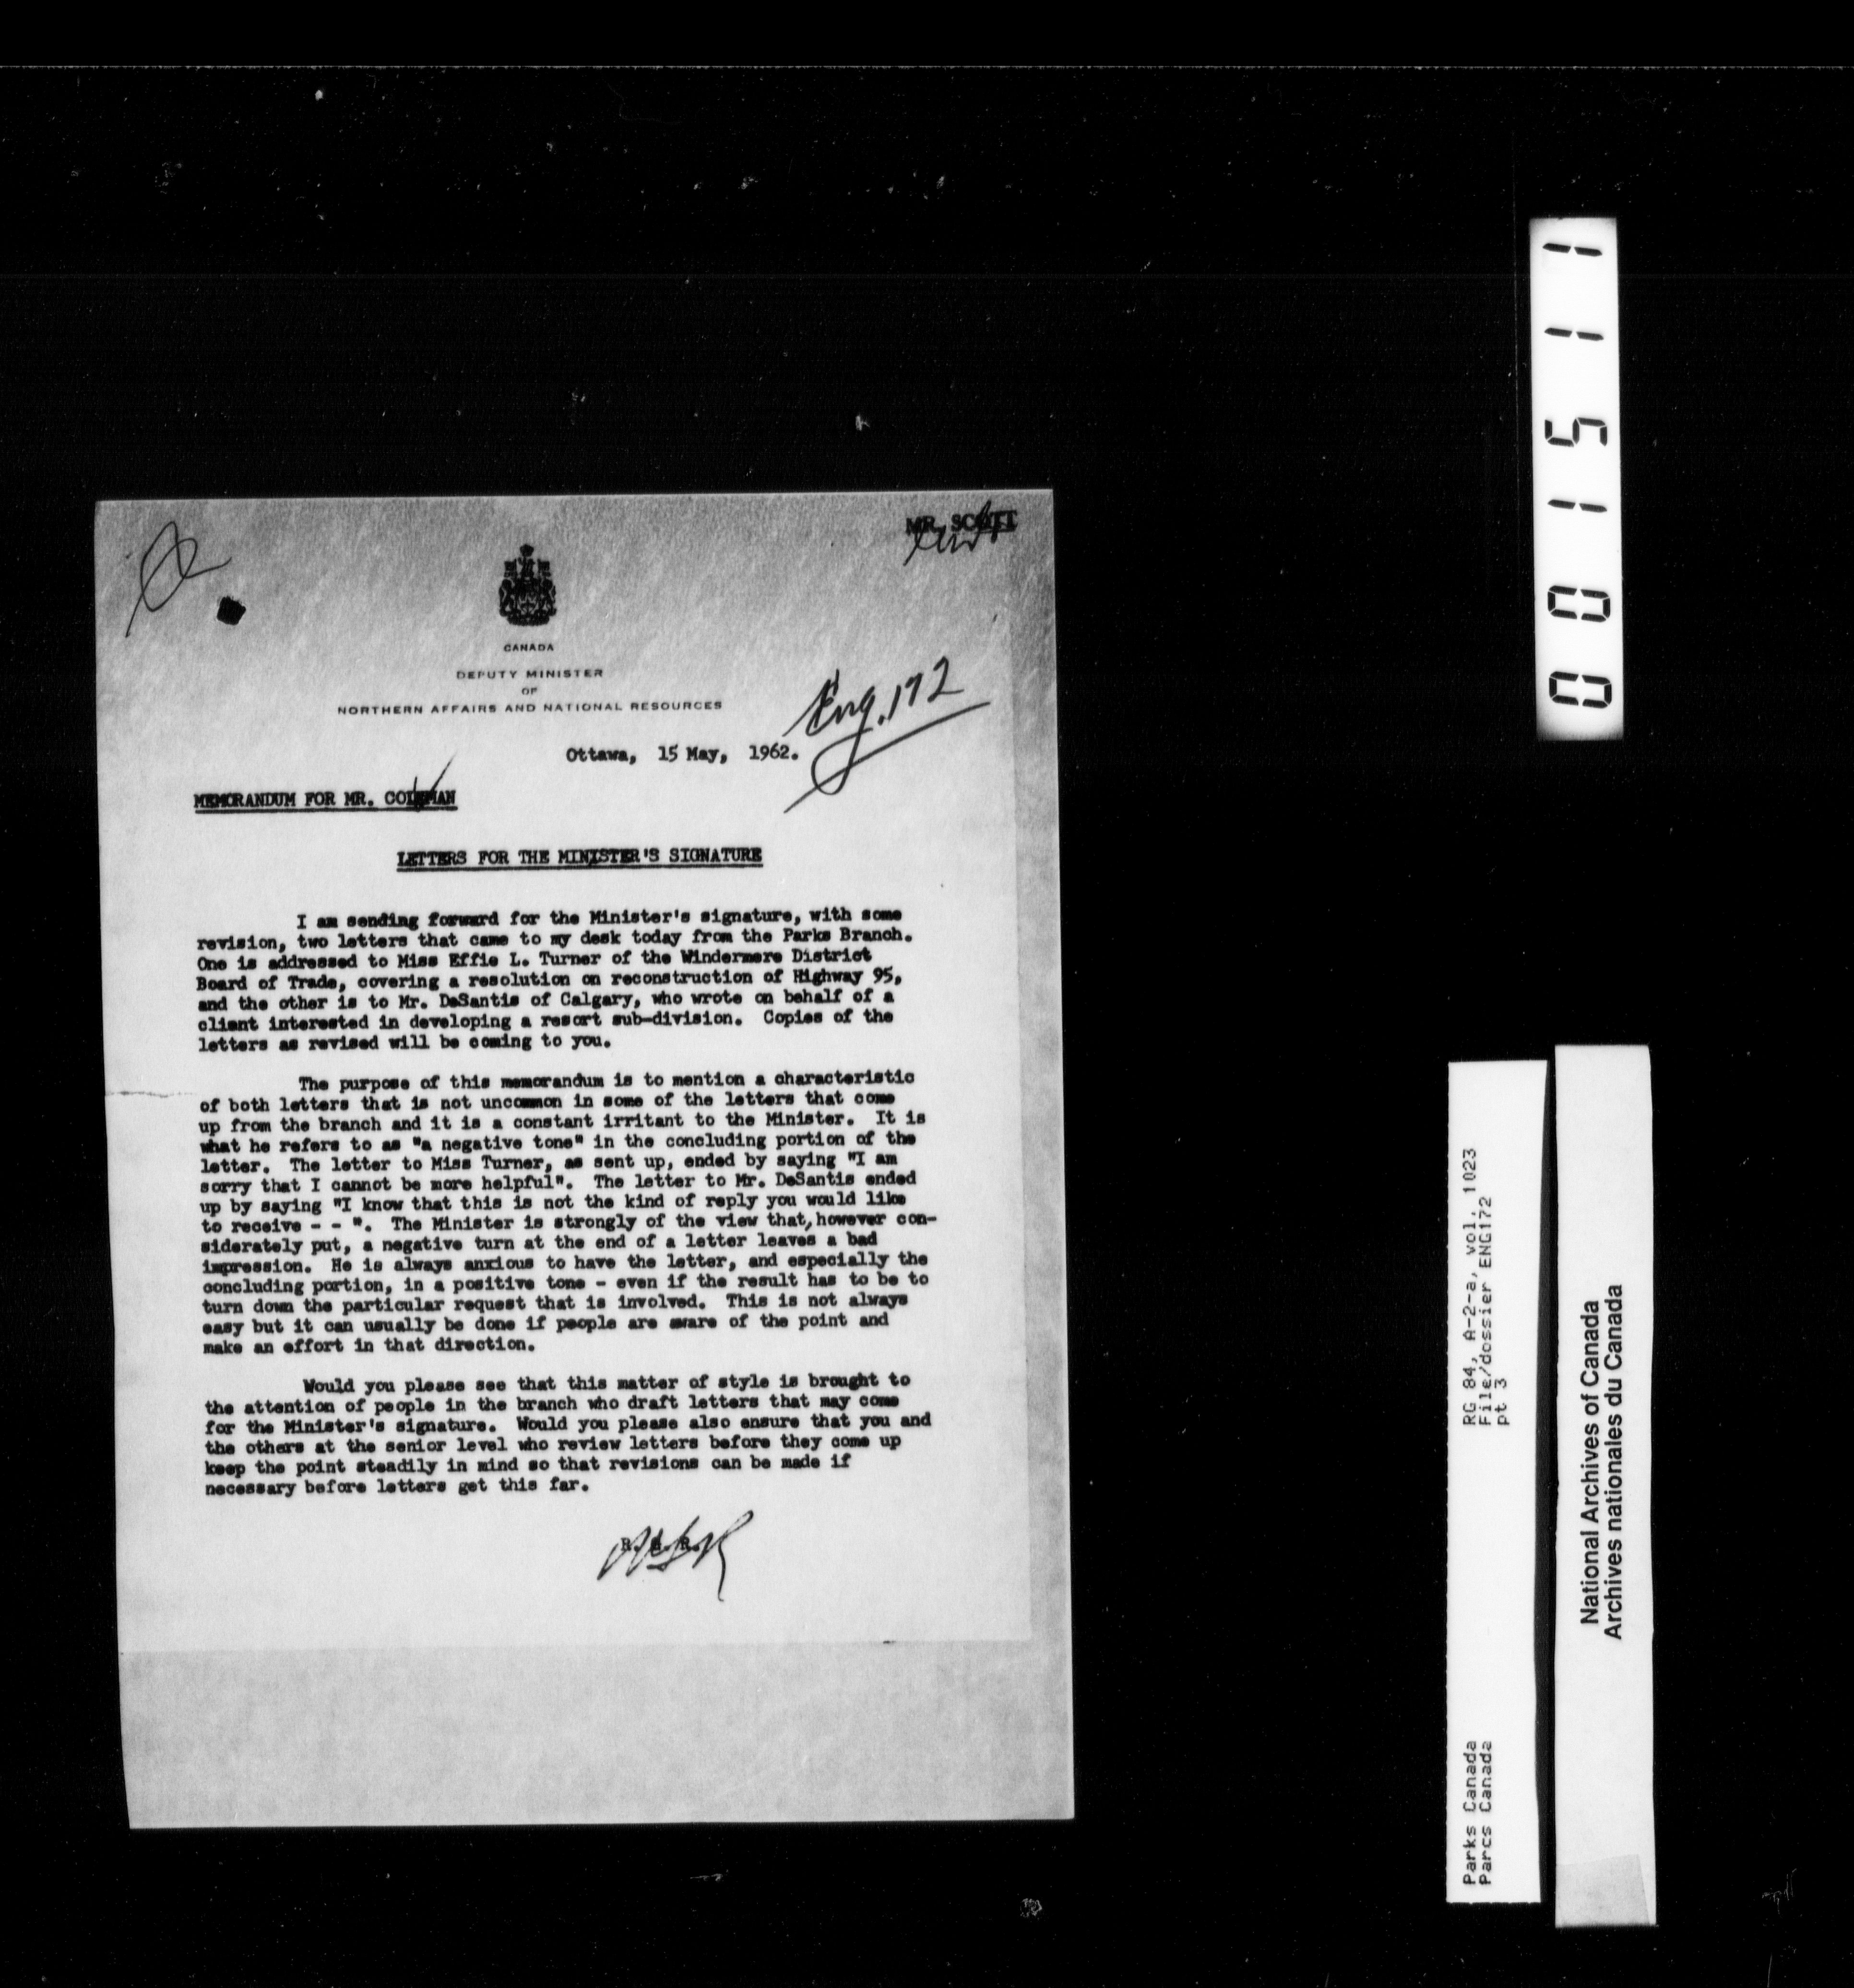 MR. SCOTT
CANADA
DEPUTY MINISTER
OF
NORTHERN AFFAIRS AND NATIONAL RESOURCES
Eng. 172
Ottawa, 15 May, 1962.
MEMORANDUM FOR MR. COLEMAN
LETTERS FOR THE MINISTER'S SIGNATURE
I am sending forward for the Minister's signature, with some
revision, two letters that came to my desk today from the Parks Branch.
One is addressed to Miss Effie L. Turner of the Windermere District
Board of Trade, covering a resolution on reconstruction of Highway 95,
and the other is to Mr. DeSantis of Calgary, who wrote on behalf of a
client interested in developing a resort sub-division. Copies of the
letters as revised will be coming to you.
The purpose of this memorandum is to mention a characteristic
of both letters that is not uncommon in some of the letters that come
up from the branch and it is a constant irritant to the Minister. It is
what he refers to as "a negative tone" in the concluding portion of the
letter. The letter to Miss Turner, as sent up, ended by saying "I am
sorry that I cannot be more helpful". The letter to Mr. DeSantis ended
up by saying "I know that this is not the kind of reply you would like
to receive - - ". The Minister is strongly of the view that, however con-
siderately put, a negative turn at the end of a letter leaves a bad
impression. He is always anxious to have the letter, and especially the
concluding portion, in a positive tone - even if the result has to be to
turn down the particular request that is involved. This is not always
easy but it can usually be done if people are aware of the point and
make an effort in that direction.
Would you please see that this matter of style is brought to
the attention of people in the branch who draft letters that may come
for the Minister's signature. Would you please also ensure that you and
the others at the senior level who review letters before they come up
keep the point steadily in mind so that revisions can be made if
necessary before letters get this far.
001511
RG 84, A-2-a, vol. 1023
File/dossier ENG172
pt 3
Parks Canada
Parcs Canada
National Archives of Canada
Archives nationales du Canada